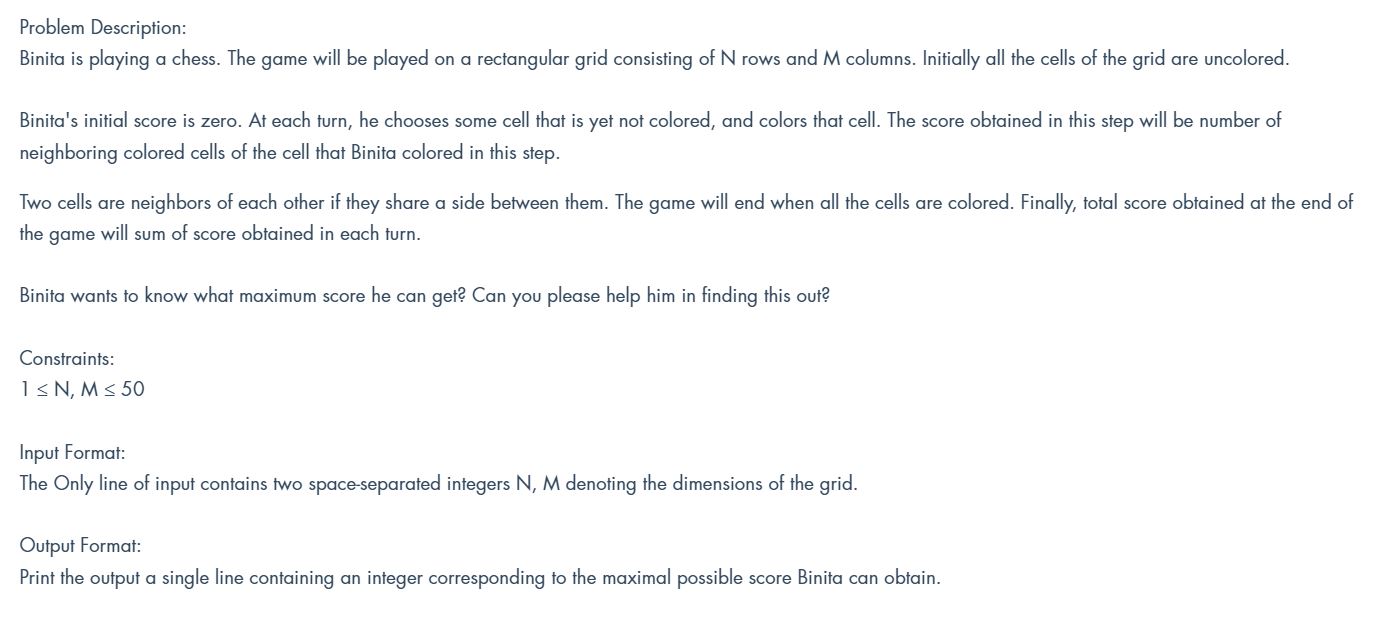 Problem Description:
Binita is playing a chess. The game will be played on a rectangular grid consisting of N rows and M columns. Initially all the cells of the grid are uncolored.
Binita's initial score is zero. At each turn, he chooses some cell that is yet not colored, and colors that cell. The score obtained in this step will be number of
neighboring colored cells of the cell that Binita colored in this step.
Two cells are neighbors of each other if they share a side between them. The game will end when all the cells are colored. Finally, total score obtained at the end of
the game will sum of score obtained in each turn.
Binita wants to know what maximum score he can get? Can you please help him in finding this out?
Constraints:
1 ≤ N, M ≤ 50
Input Format:
The Only line of input contains two space-separated integers N, M denoting the dimensions of the grid.
Output Format:
Print the output a single line containing an integer corresponding to the maximal possible score Binita can obtain.